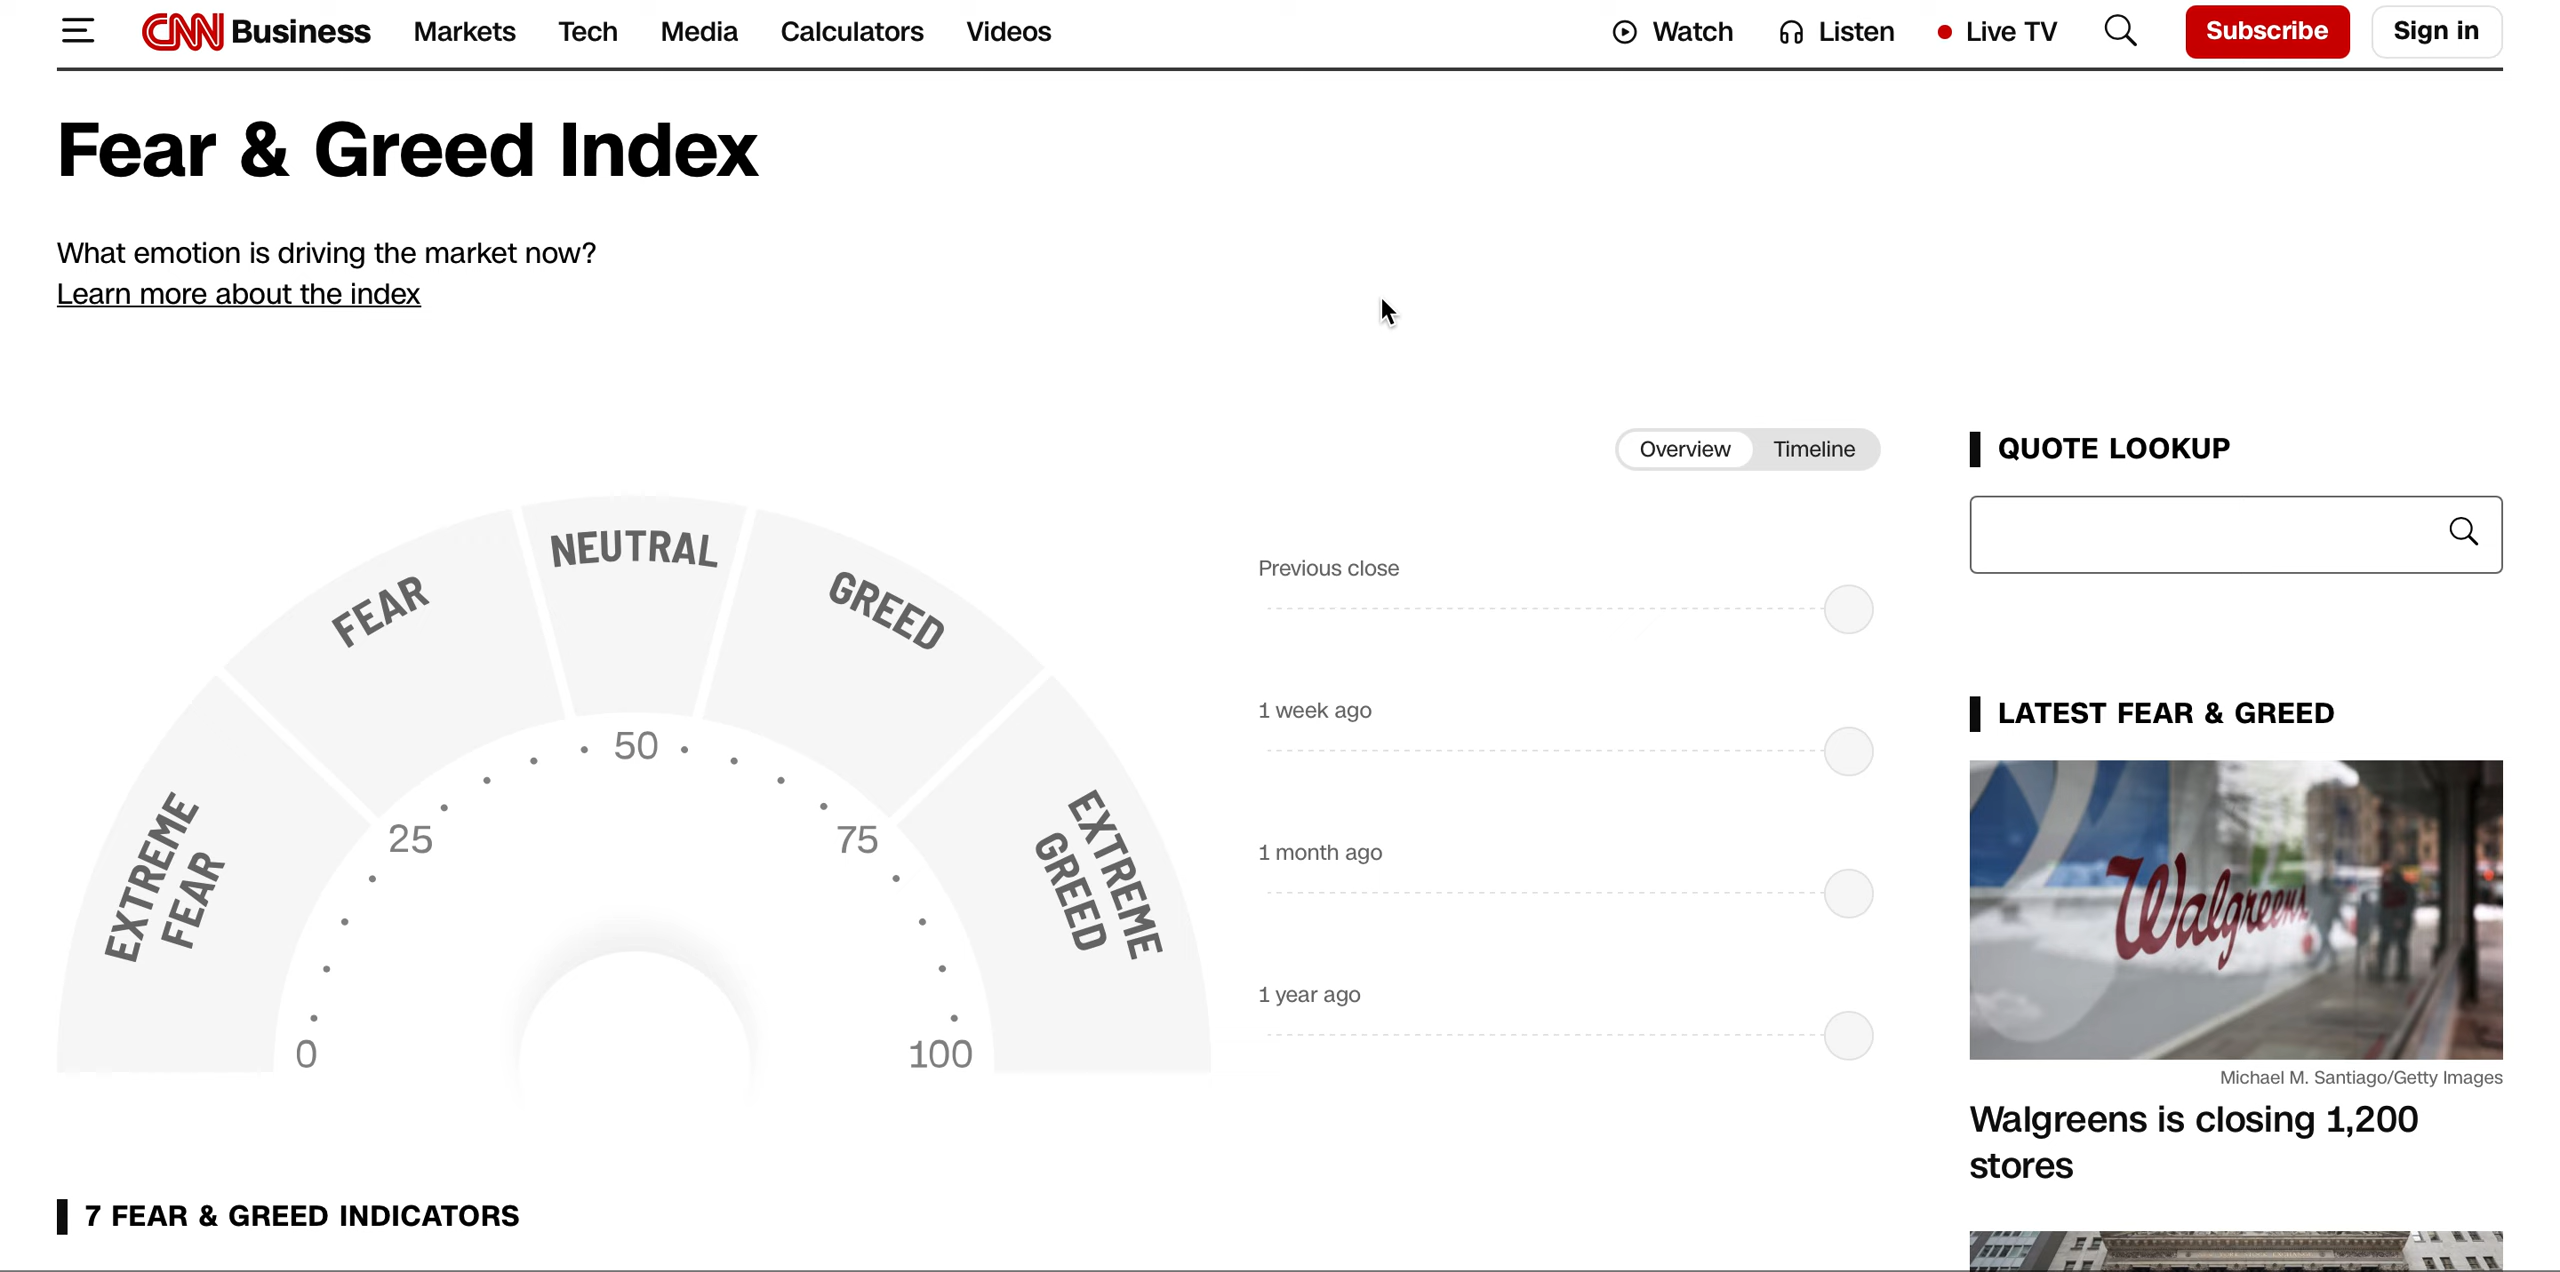 CNN Business Markets Tech Media Calculators Videos Watch Listen Live TV Subscribe Sign in
Fear & Greed Index
What emotion is driving the market now?
Learn more about the index
Overview Timeline
EXTREME
FEAR
FEAR
NEUTRAL
GREED
EXTREME
GREED
0
25
50
75
100
Previous close
1 week ago
1 month ago
1 year ago
7 FEAR & GREED INDICATORS
QUOTE LOOKUP
LATEST FEAR & GREED
Walgreens
Michael M. Santiago/Getty Images
Walgreens is closing 1,200
stores